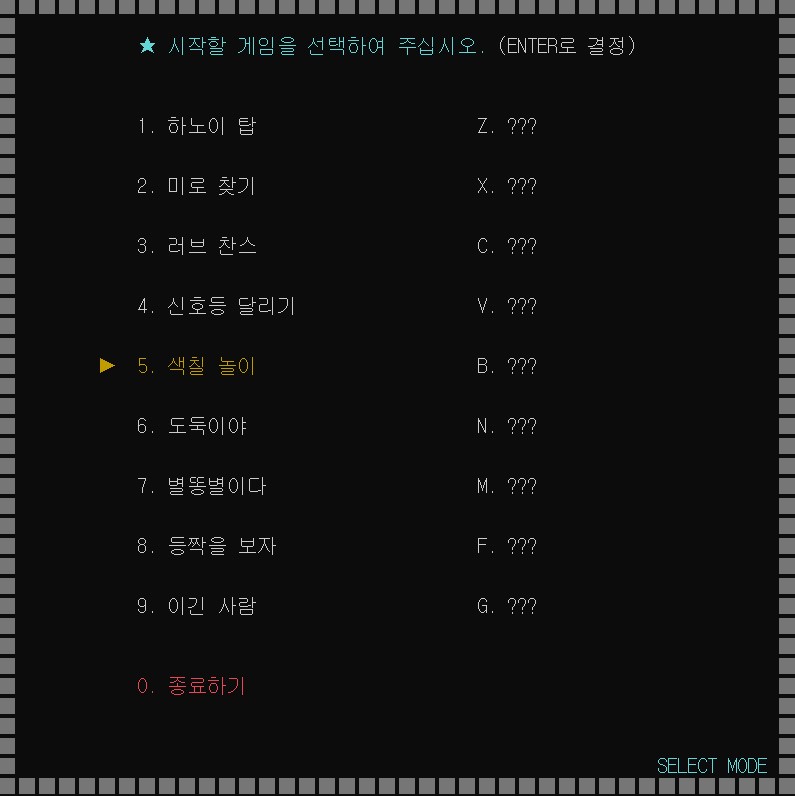 ★ 시작할 게임을 선택하여 주십시오. (ENTER로 결정)
1. 하노이 탑
Z. ???
2. 미로 찾기
X. ???
3. 러브 찬스
C. ???
4. 신호등 달리기
V. ???
▶ 5. 색칠 놀이
B. ???
6. 도둑이야
N. ???
7. 별똥별이다
M. ???
8. 등짝을 보자
F. ???
9. 이긴 사람
G. ???
0. 종료하기
SELECT MODE